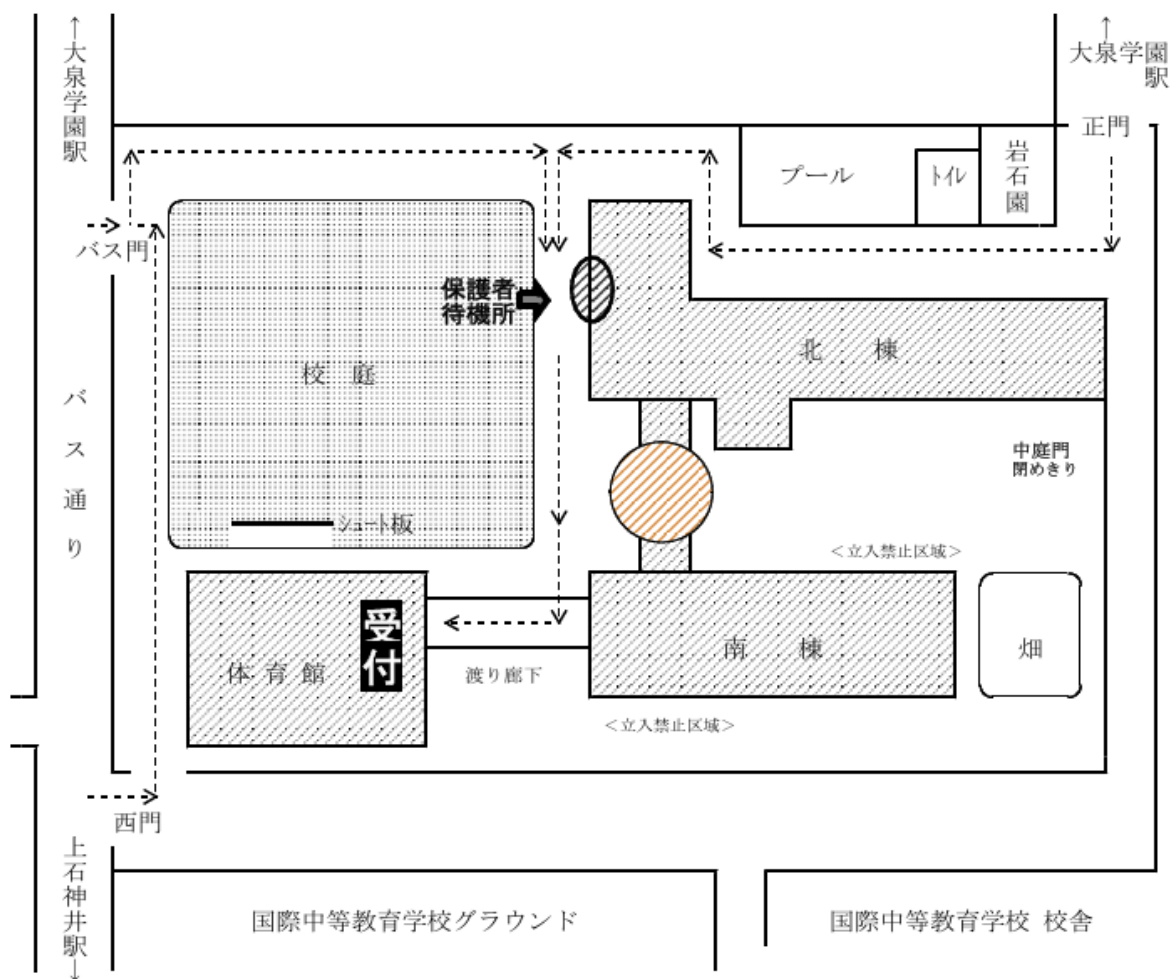 ↑大泉学園駅
↑
大泉学園
駅
正門
プール
トイレ
岩石園
バス門
保護者
待機所
北　棟
校　庭
バス通り
中庭門
閉めきり
シュート板
＜立入禁止区域＞
受付
体 育 館
渡り廊下
南　棟
畑
＜立入禁止区域＞
西門
上石神井駅↓
国際中等教育学校グラウンド
国際中等教育学校 校舎